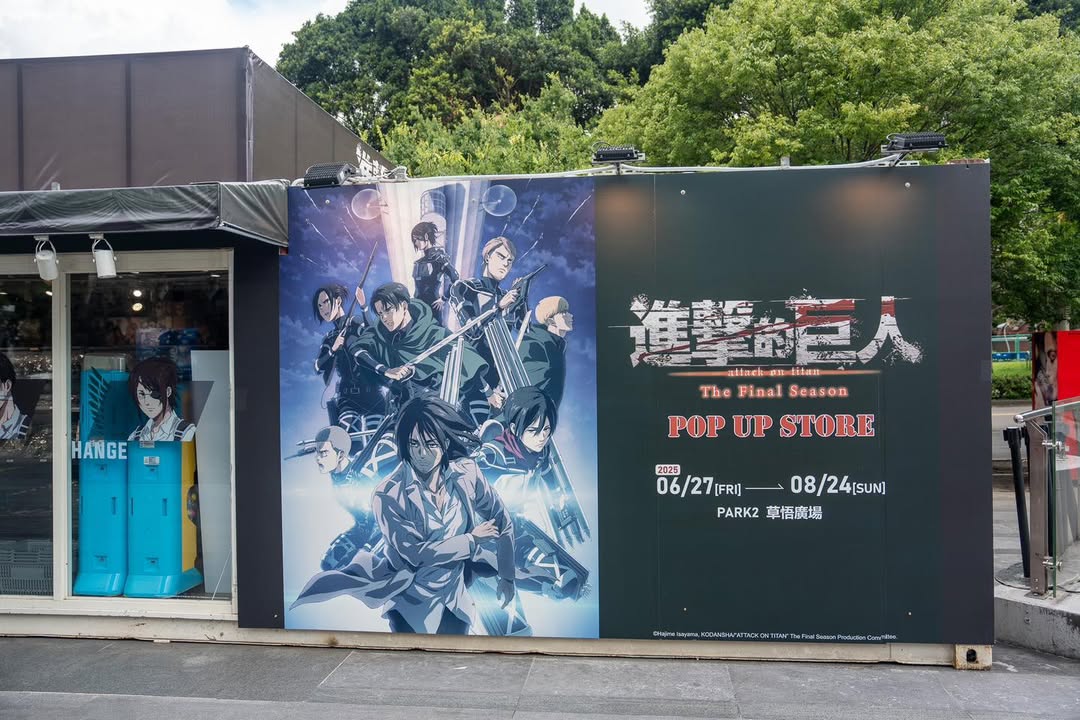 HANGE
進撃的巨人
attack on titan
The Final Season
POP UP STORE
2025
06/27[FRI] 08/24[SUN]
PARK2 草悟廣場
©Hajime Isayama, KODANSHA/"ATTACK ON TITAN" The Final Season Production Committee.